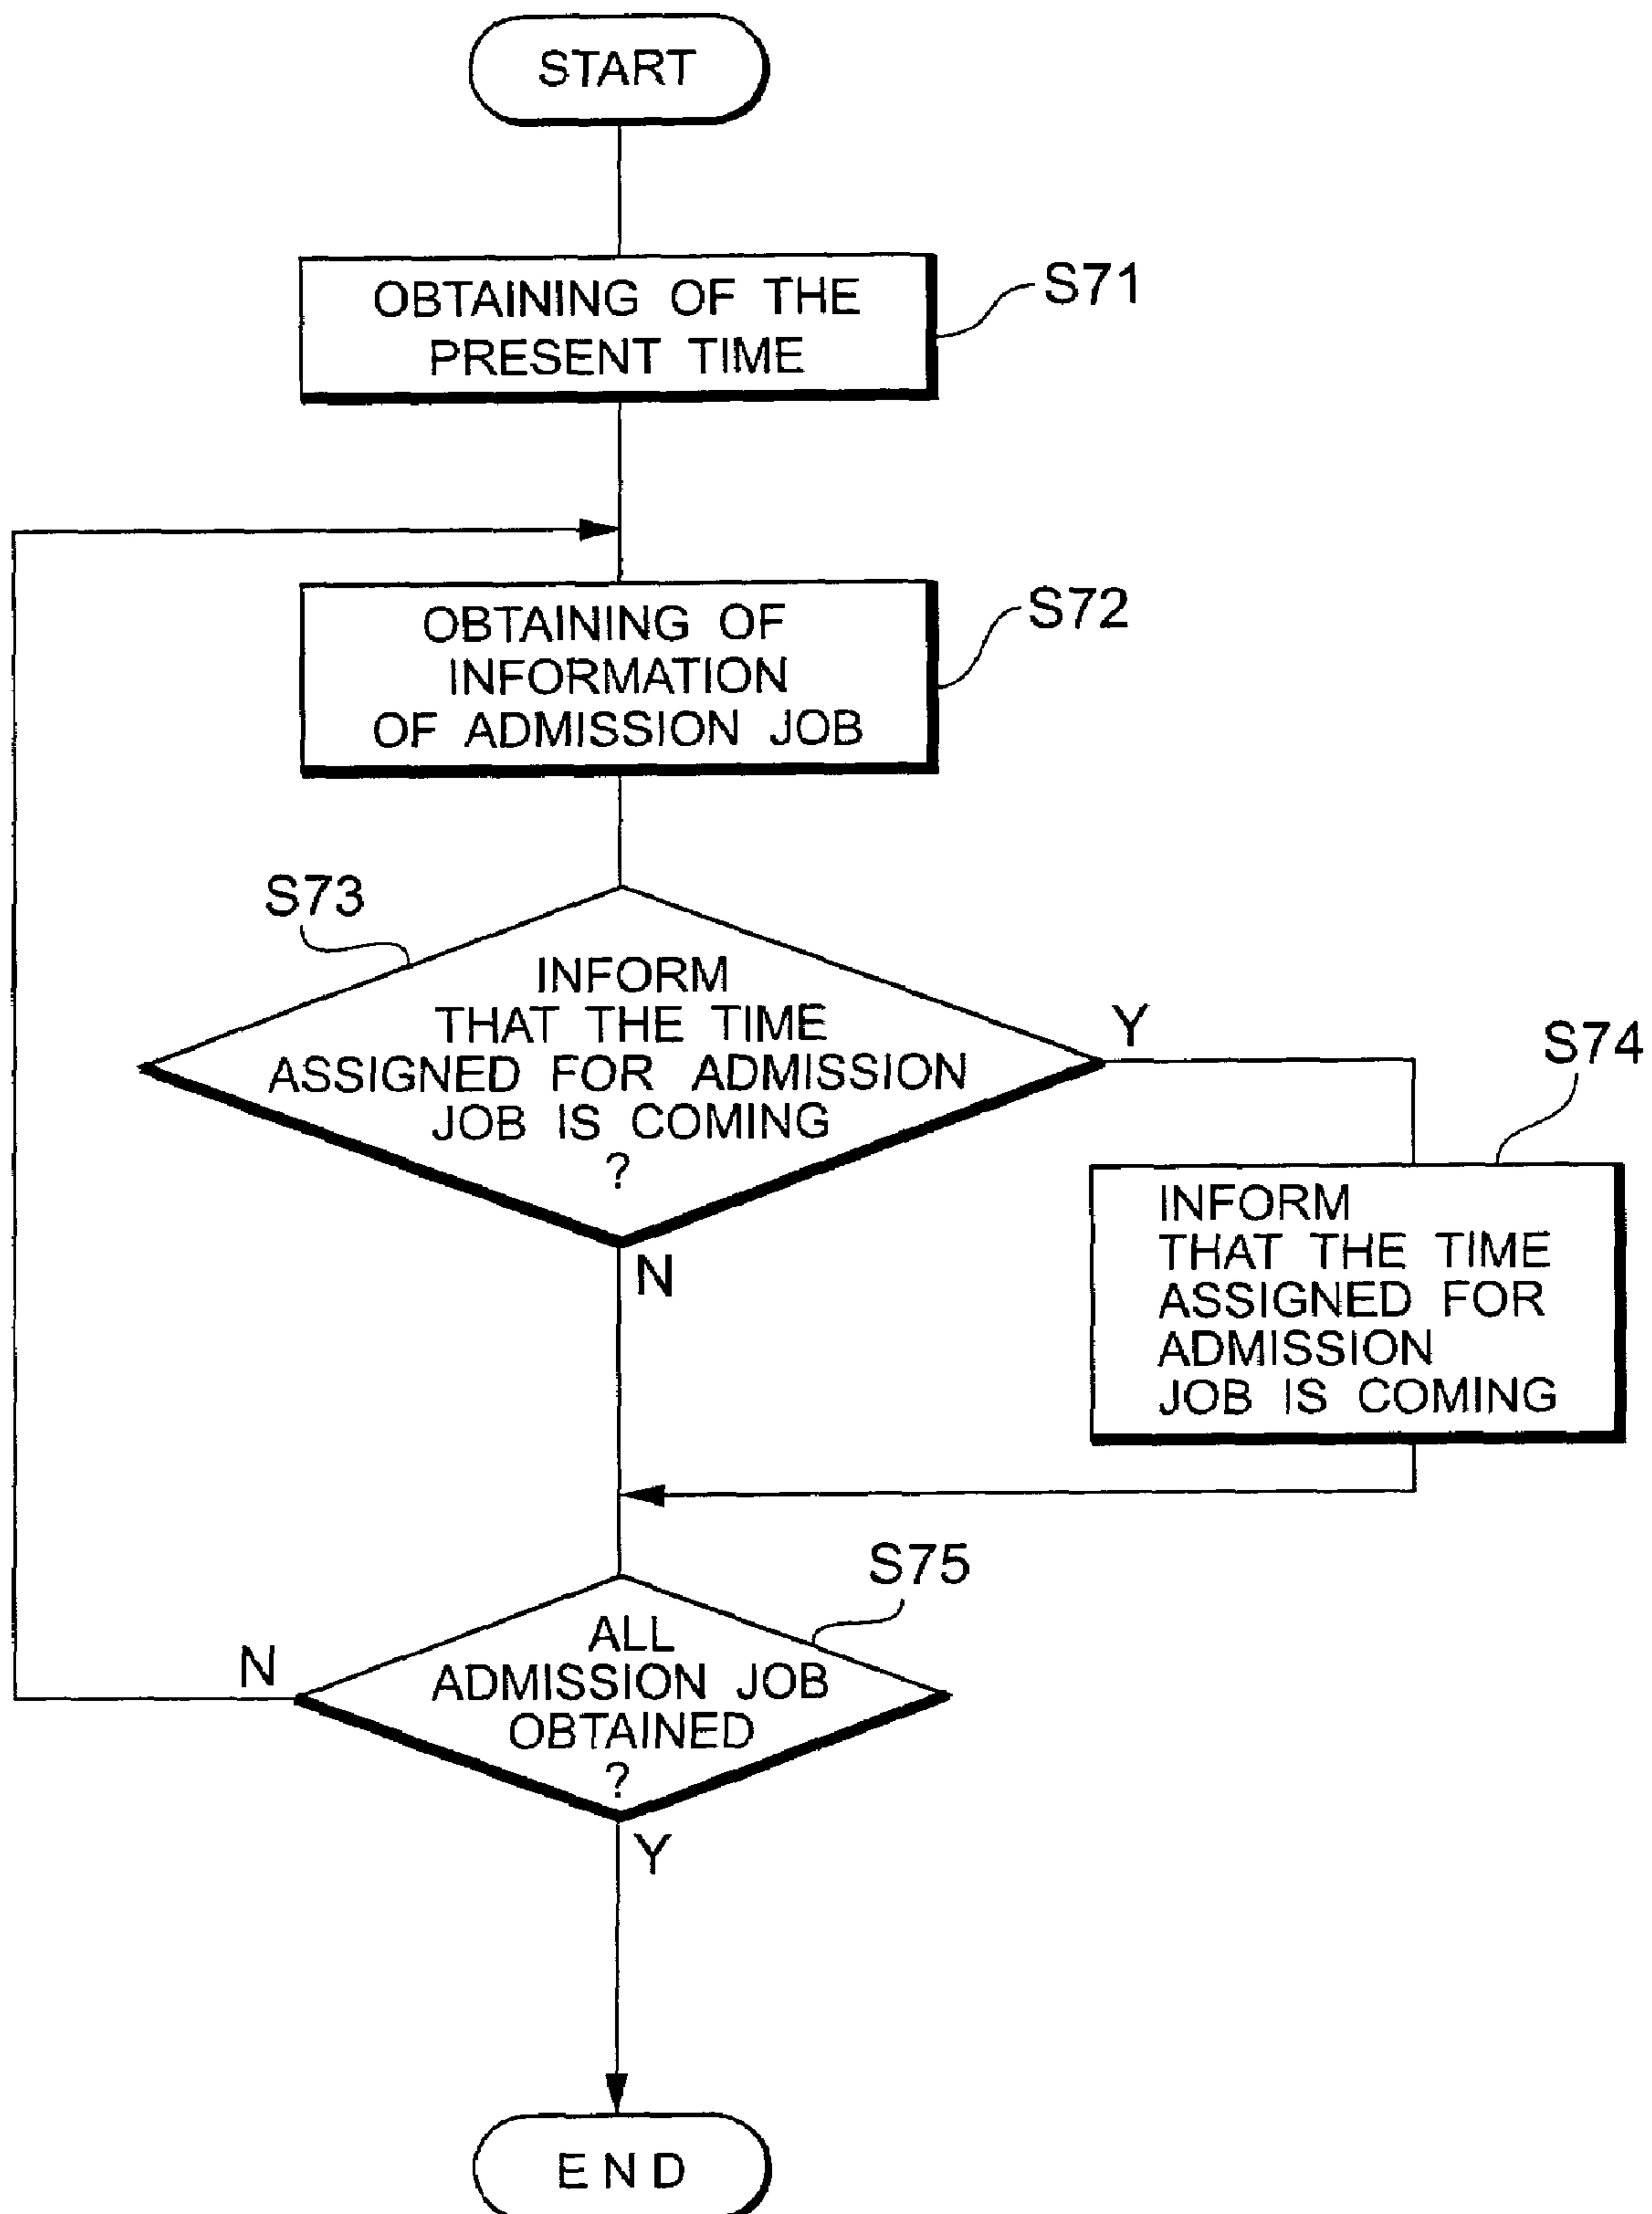 START
OBTAINING OF THE
PRESENT TIME
S71
OBTAINING OF
INFORMATION
OF ADMISSION JOB
S72
S73
INFORM
THAT THE TIME
ASSIGNED FOR ADMISSION
JOB IS COMING
?
Y
N
S74
INFORM
THAT THE TIME
ASSIGNED FOR
ADMISSION
JOB IS COMING
S75
ALL
ADMISSION JOB
OBTAINED
?
N
Y
END